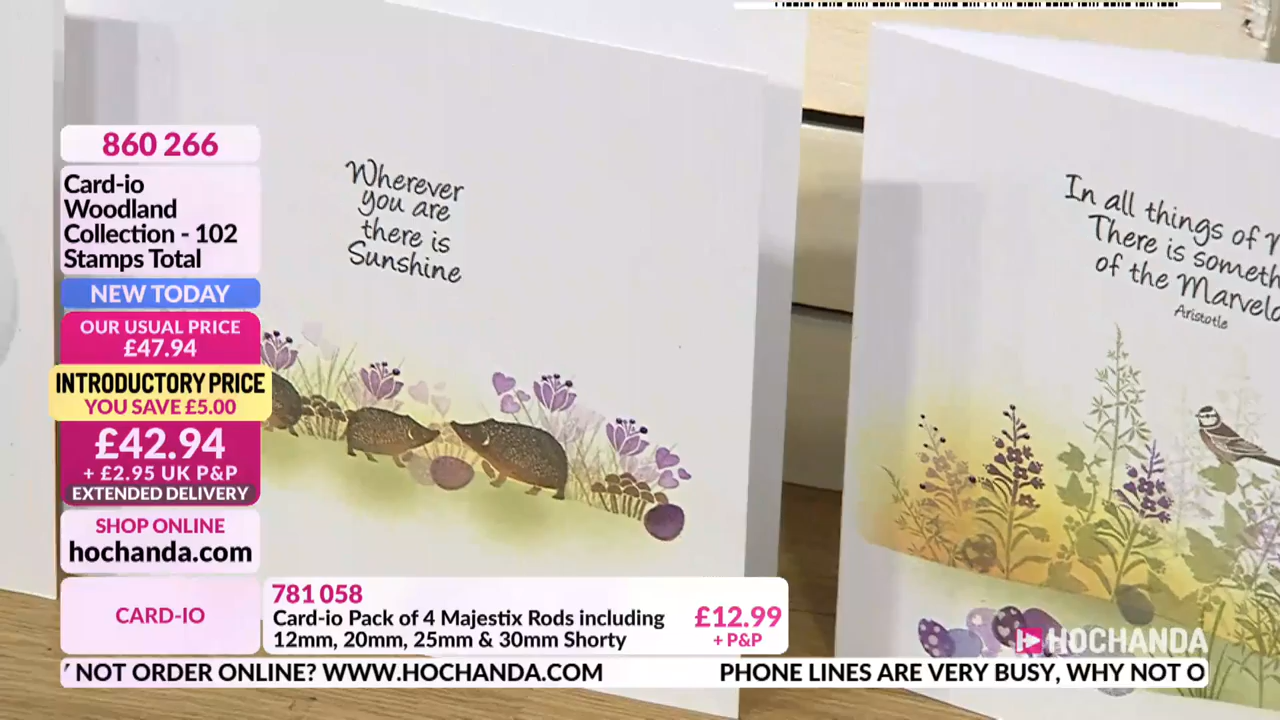 860 266
Card-io
Woodland
Collection - 102
Stamps Total
NEW TODAY
OUR USUAL PRICE
£47.94
INTRODUCTORY PRICE
YOU SAVE £5.00
£42.94
+ £2.95 UK P&P
EXTENDED DELIVERY
SHOP ONLINE
hochanda.com
CARD-IO
781 058
Card-io Pack of 4 Majestix Rods including
12mm, 20mm, 25mm & 30mm Shorty
£12.99
+ P&P
Wherever
you are
there is
Sunshine
In all things of
There is
of the
Aristotle
HOCHANDA
NOT ORDER ONLINE? WWW.HOCHANDA.COM
PHONE LINES ARE VERY BUSY, WHY NOT